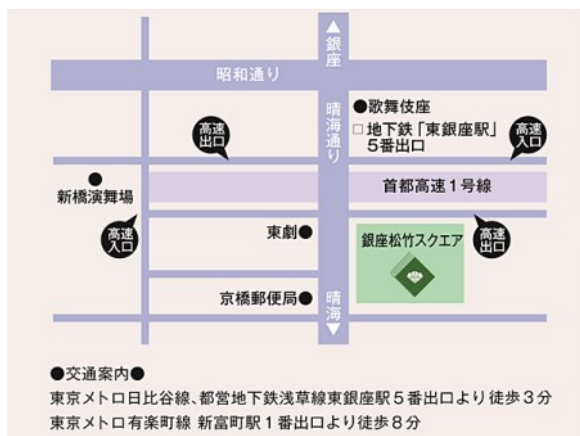 ▲銀座
昭和通り
晴海通り
●歌舞伎座
□地下鉄「東銀座駅」
5番出口
高速
出口
高速
入口
●
新橋演舞場
首都高速1号線
高速
入口
東劇●
銀座松竹スクエア
高速
出口
京橋郵便局●
晴海▼
●交通案内●
東京メトロ日比谷線、都営地下鉄浅草線東銀座駅5番出口より徒歩3分
東京メトロ有楽町線 新富町駅1番出口より徒歩8分